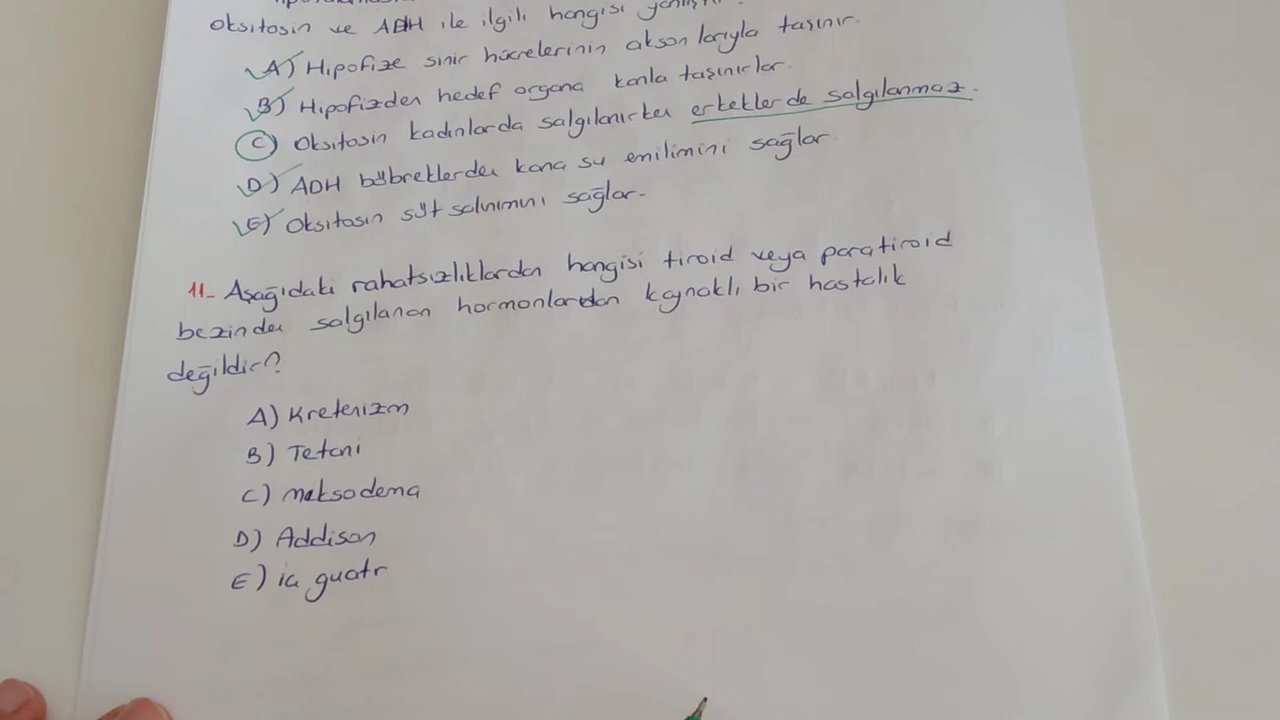 oksitosin ve ADH ile ilgili hangisi
A) Hipofize sinir hücrelerinin aksonlarıyla taşınır.
B) Hipofizden hedef organa kanla taşınırlar.
C) Oksitosin kadınlarda salgılanırken erkeklerde salgılanmaz.
D) ADH böbreklerden kana su emilimini sağlar.
E) Oksitosin süt salınımını sağlar.
11- Aşağıdaki rahatsızlıklardan hangisi tiroid veya paratiroid
bezinden salgılanan hormonlardan kaynaklı bir hastalık
değildir?
A) Kretenizm
B) Tetani
C) miksodema
D) Addison
E) iç guatr